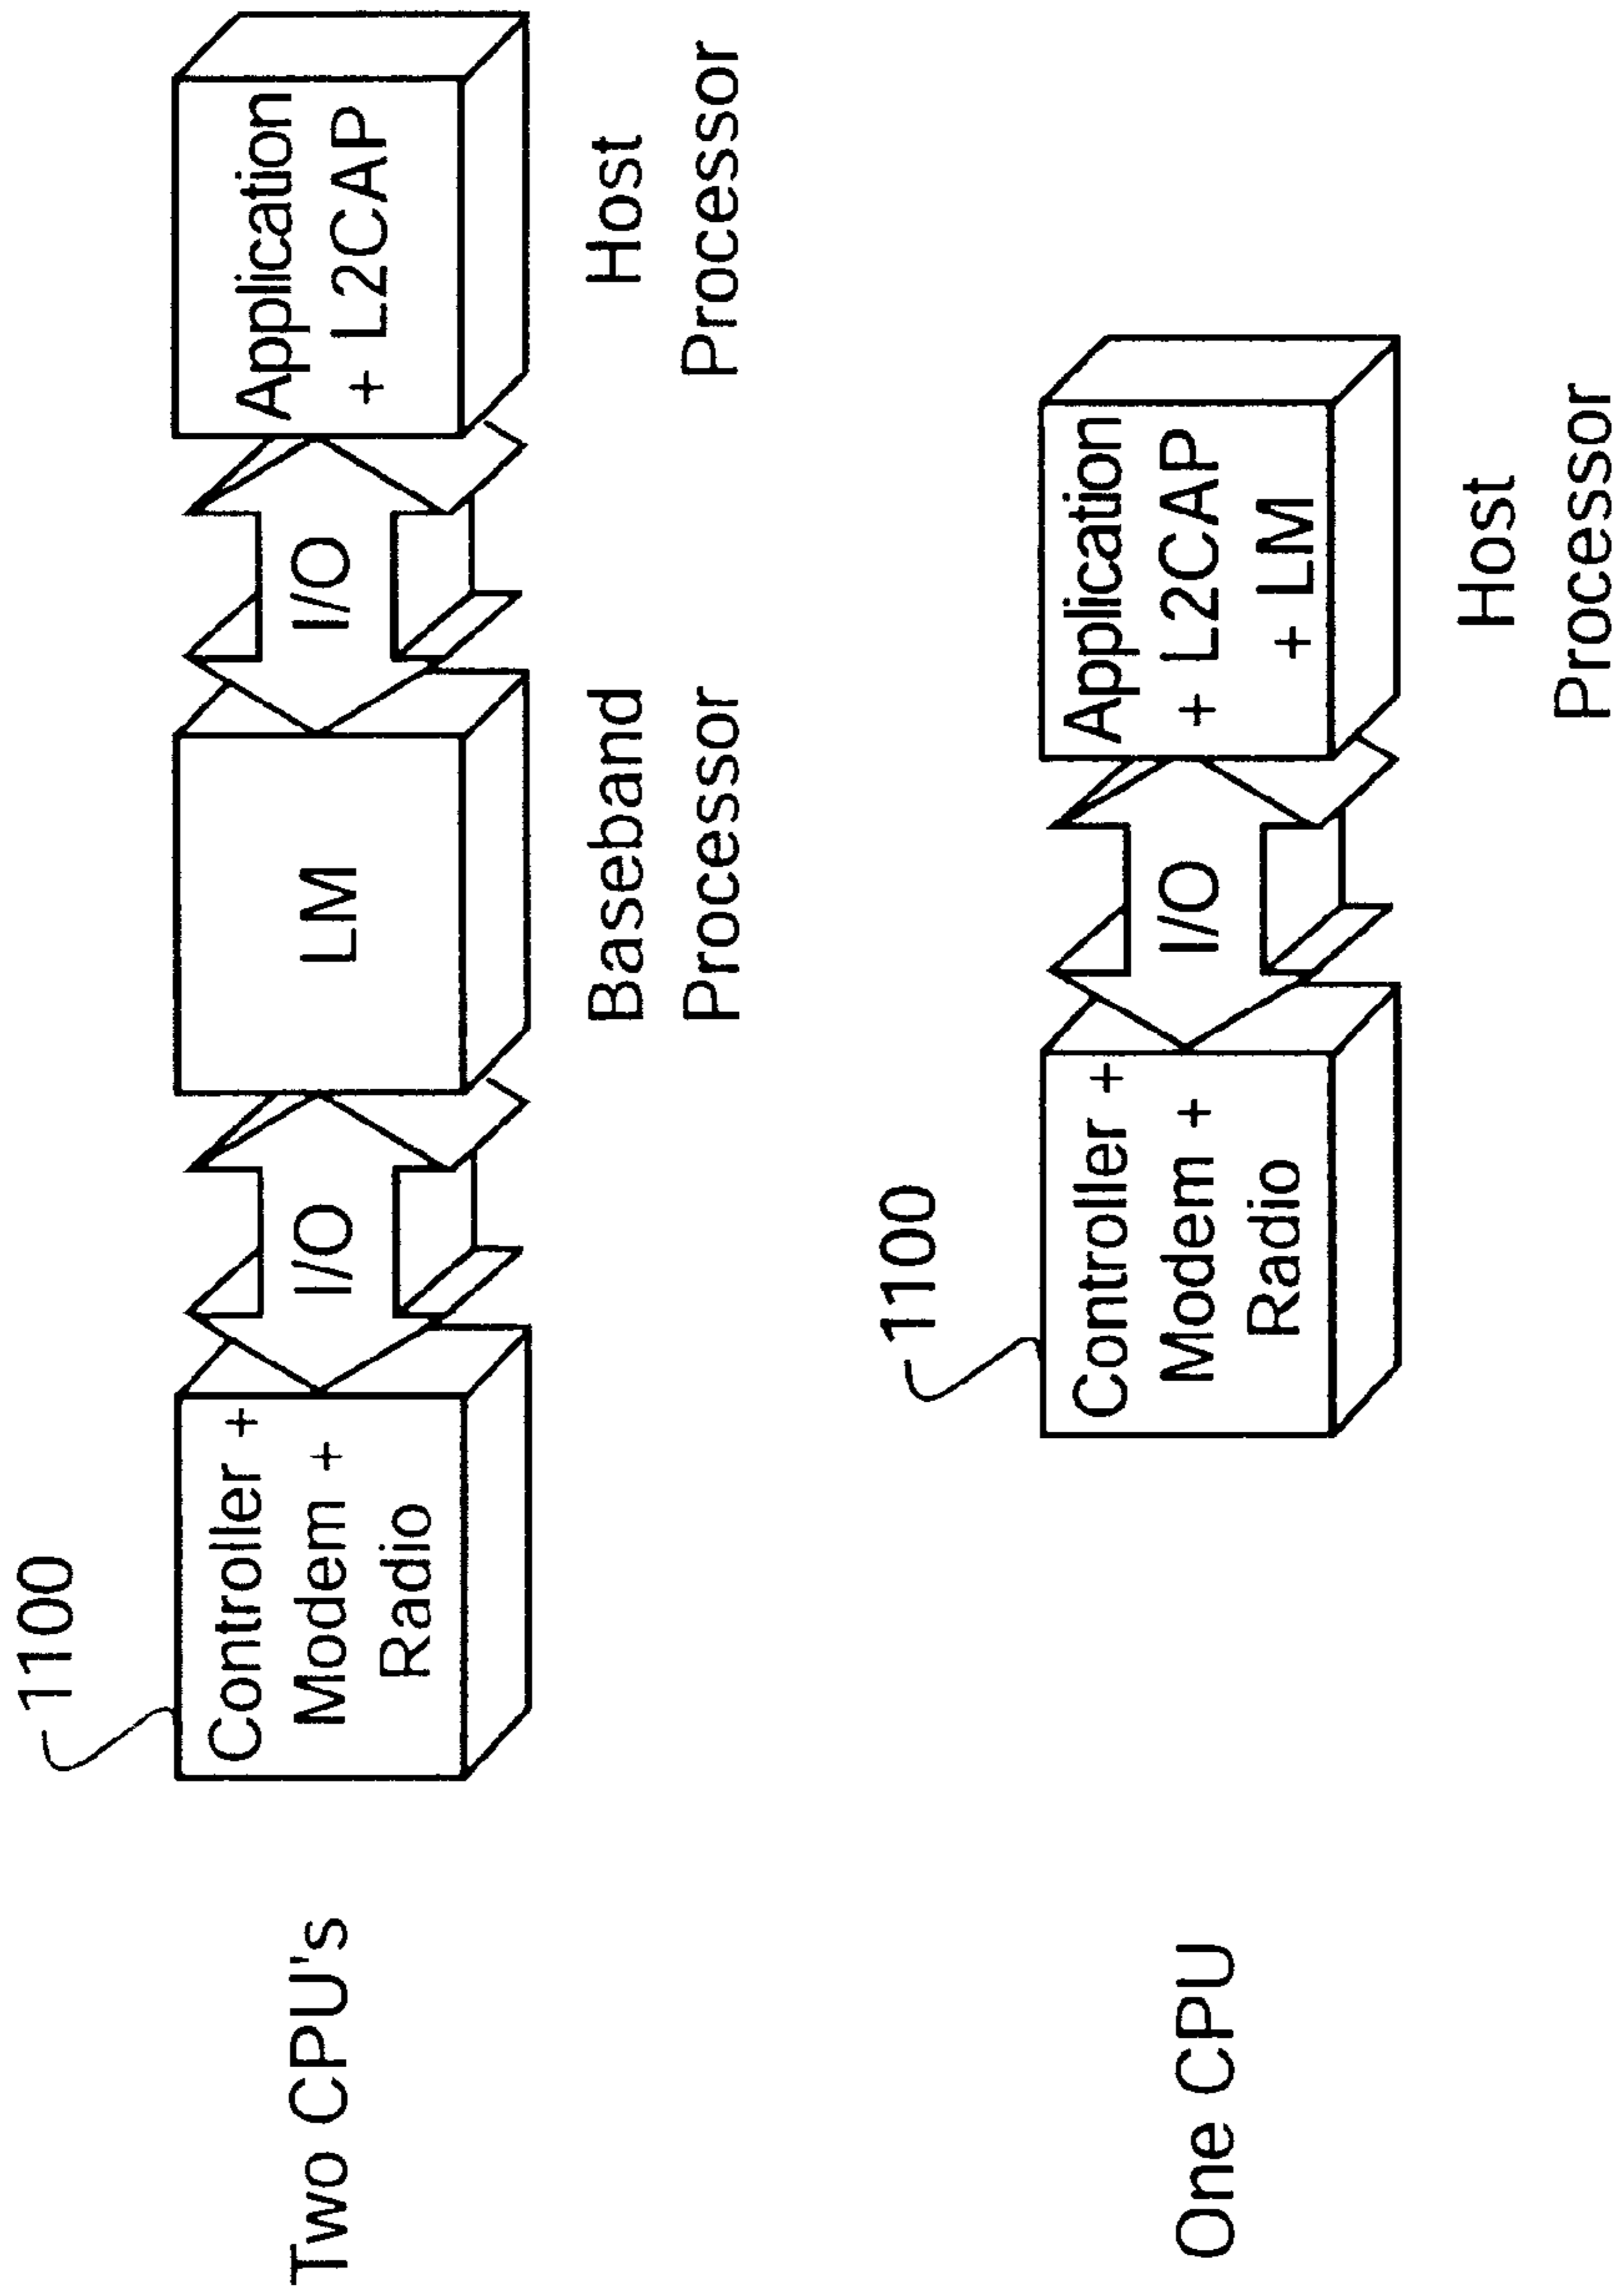 Two CPU's
1100
Controller +
Modem +
Radio
I/O
LM
Baseband
Processor
I/O
Application
+ L2CAP
Host
Processor
One CPU
1100
Controller +
Modem +
Radio
I/O
Application
+ L2CAP
+ LM
Host
Processor